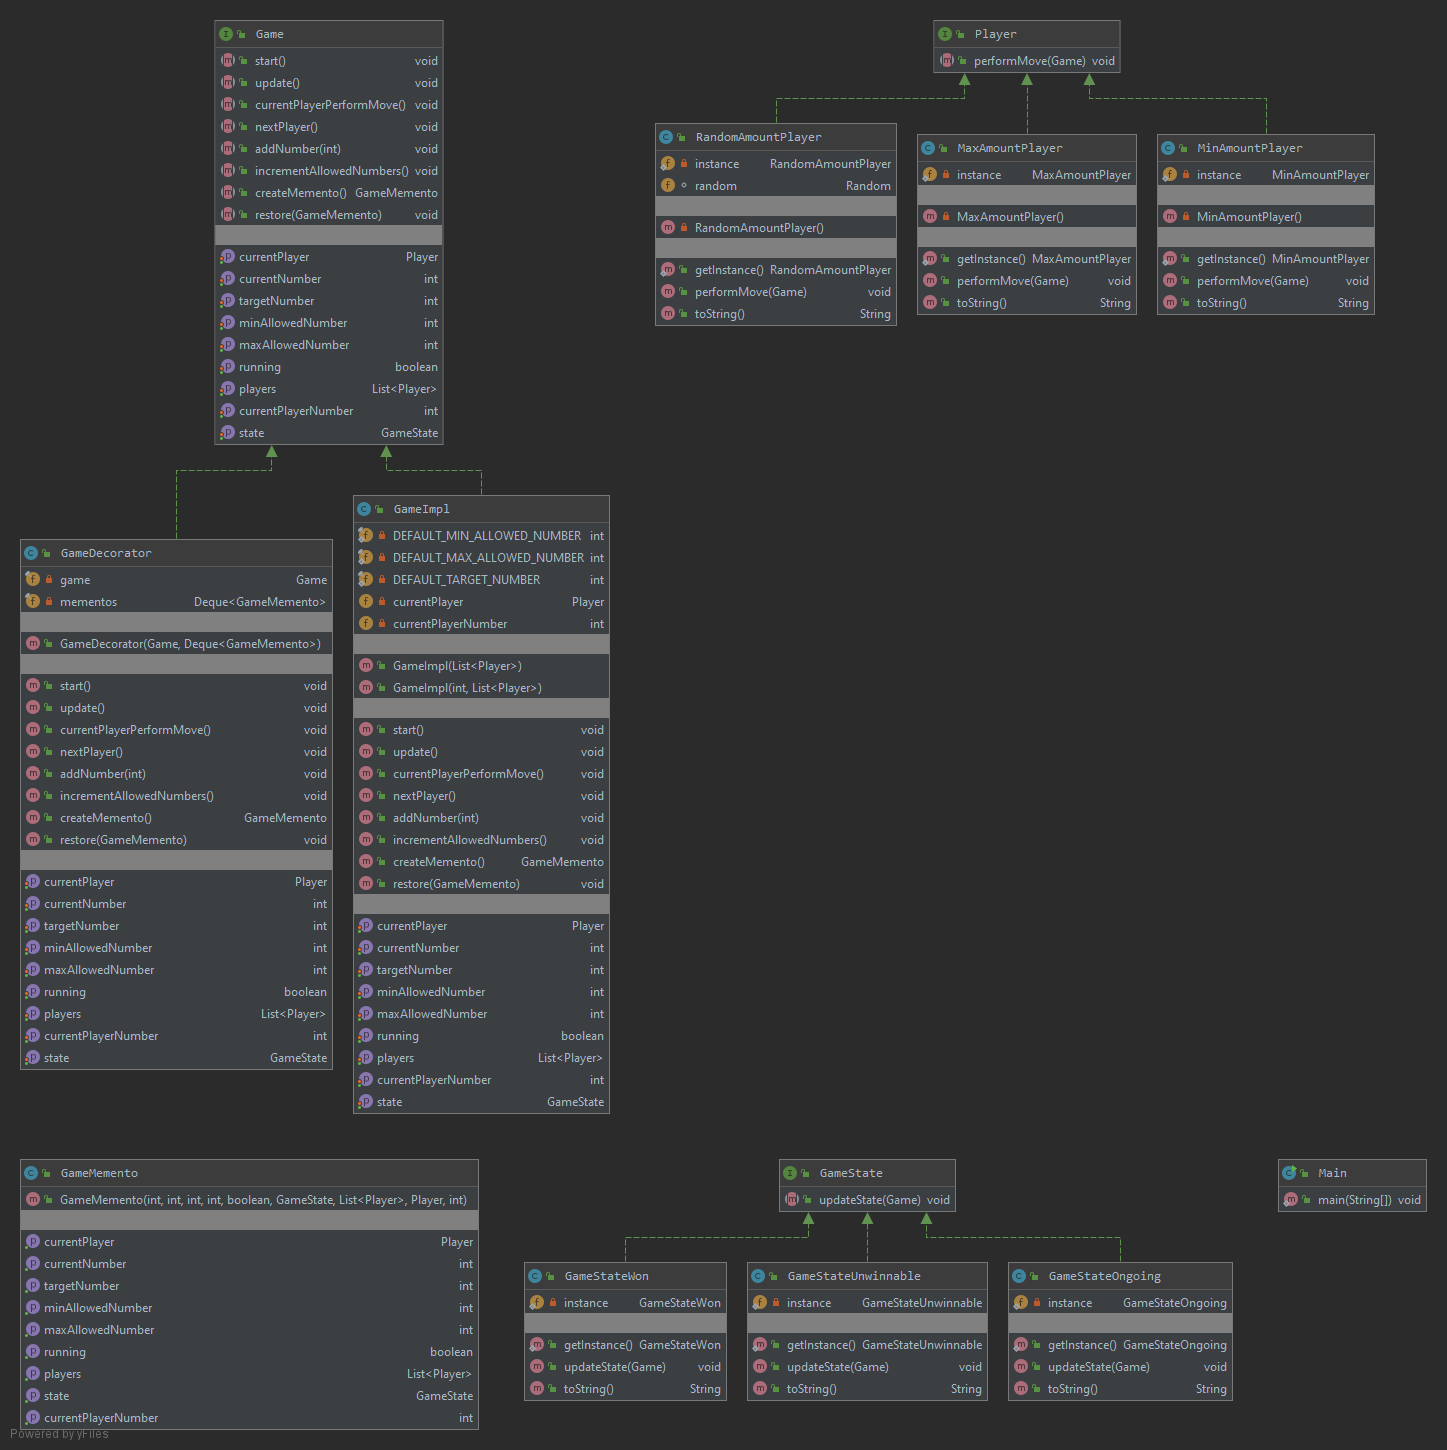 Game
start() void
update() void
currentPlayerPerformMove() void
nextPlayer() void
addNumber(int) void
incrementAllowedNumbers() void
createMemento() GameMemento
restore(GameMemento) void
currentPlayer Player
currentNumber int
targetNumber int
minAllowedNumber int
maxAllowedNumber int
running boolean
players List<Player>
currentPlayerNumber int
state GameState
Player
performMove(Game) void
RandomAmountPlayer
instance RandomAmountPlayer
random Random
RandomAmountPlayer()
getInstance() RandomAmountPlayer
performMove(Game) void
toString() String
MaxAmountPlayer
instance MaxAmountPlayer
MaxAmountPlayer()
getInstance() MaxAmountPlayer
performMove(Game) void
toString() String
MinAmountPlayer
instance MinAmountPlayer
MinAmountPlayer()
getInstance() MinAmountPlayer
performMove(Game) void
toString() String
GameDecorator
game Game
mementos Deque<GameMemento>
GameDecorator(Game, Deque<GameMemento>)
start() void
update() void
currentPlayerPerformMove() void
nextPlayer() void
addNumber(int) void
incrementAllowedNumbers() void
createMemento() GameMemento
restore(GameMemento) void
currentPlayer Player
currentNumber int
targetNumber int
minAllowedNumber int
maxAllowedNumber int
running boolean
players List<Player>
currentPlayerNumber int
state GameState
GameImpl
DEFAULT_MIN_ALLOWED_NUMBER int
DEFAULT_MAX_ALLOWED_NUMBER int
DEFAULT_TARGET_NUMBER int
currentPlayer Player
currentPlayerNumber int
GameImpl(List<Player>)
GameImpl(int, List<Player>)
start() void
update() void
currentPlayerPerformMove() void
nextPlayer() void
addNumber(int) void
incrementAllowedNumbers() void
createMemento() GameMemento
restore(GameMemento) void
currentPlayer Player
currentNumber int
targetNumber int
minAllowedNumber int
maxAllowedNumber int
running boolean
players List<Player>
currentPlayerNumber int
state GameState
GameMemento
GameMemento(int, int, int, int, boolean, GameState, List<Player>, Player, int)
currentPlayer Player
currentNumber int
targetNumber int
minAllowedNumber int
maxAllowedNumber int
running boolean
players List<Player>
state GameState
currentPlayerNumber int
GameState
updateState(Game) void
GameStateWon
instance GameStateWon
getInstance() GameStateWon
updateState(Game) void
toString() String
GameStateUnwinnable
instance GameStateUnwinnable
getInstance() GameStateUnwinnable
updateState(Game) void
toString() String
GameStateOngoing
instance GameStateOngoing
getInstance() GameStateOngoing
updateState(Game) void
toString() String
Main
main(String[]) void
Powered by yFiles